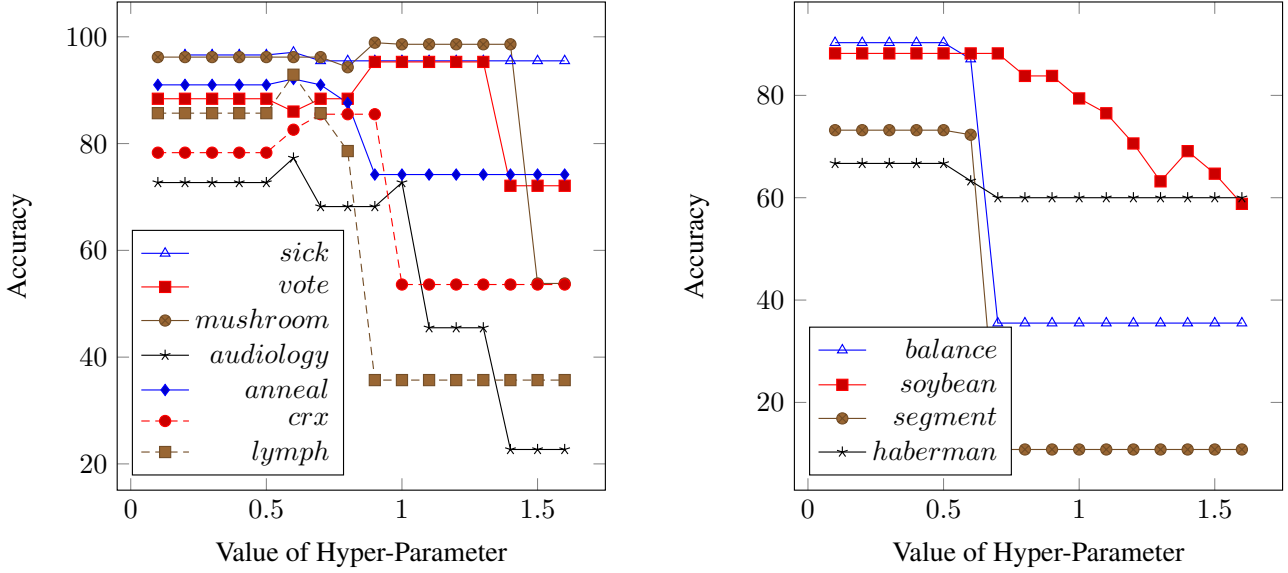 100
80
60
40
20
0
0.5
1
1.5
Accuracy
Value of Hyper-Parameter
sick
vote
mushroom
audiology
anneal
crx
lymph
80
60
40
20
0
0.5
1
1.5
Accuracy
Value of Hyper-Parameter
balance
soybean
segment
haberman